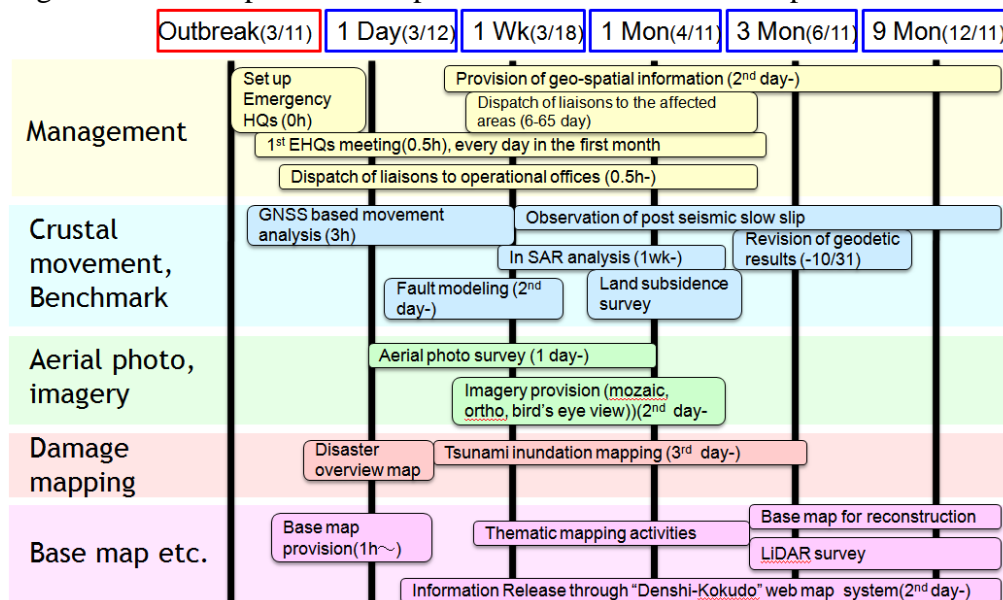 Outbreak(3/11) 1 Day(3/12) 1 Wk(3/18) 1 Mon(4/11) 3 Mon(6/11) 9 Mon(12/11)
Management
Set up
Emergency
HQs (0h)
Provision of geo-spatial information (2nd day-)
Dispatch of liaisons to the affected
areas (6-65 day)
1st EHQs meeting(0.5h), every day in the first month
Dispatch of liaisons to operational offices (0.5h-)
Crustal
movement,
Benchmark
GNSS based movement
analysis (3h)
Observation of post seismic slow slip
In SAR analysis (1wk-)
Revision of geodetic
results (-10/31)
Fault modeling (2nd
day-)
Land subsidence
survey
Aerial photo,
imagery
Aerial photo survey (1 day-)
Imagery provision (mozaic,
ortho, bird's eye view))(2nd day-
Damage
mapping
Disaster
overview map
Tsunami inundation mapping (3rd day-)
Base map etc.
Base map
provision(1h～)
Thematic mapping activities
Base map for reconstruction
LiDAR survey
Information Release through "Denshi-Kokudo" web map system(2nd day-)